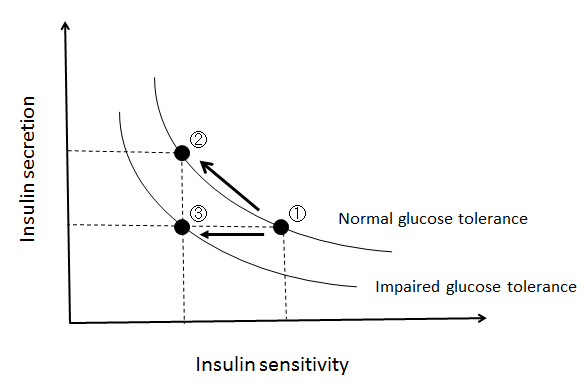 Insulin secretion
②
③
①
Normal glucose tolerance
Impaired glucose tolerance
Insulin sensitivity